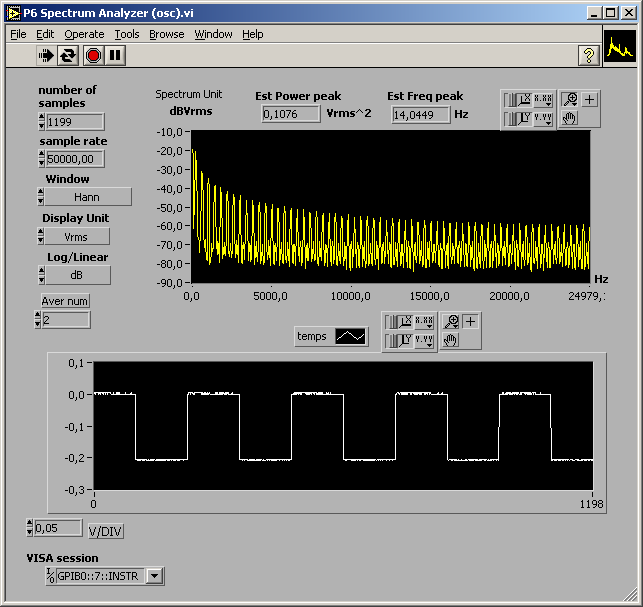 P6 Spectrum Analyzer (osc).vi
File Edit Operate Tools Browse Window Help
?
number of
samples
1199
sample rate
50000,00
Window
Hann
Display Unit
Vrms
Log/Linear
dB
Aver num
2
Spectrum Unit
dBVrms
Est Power peak
0,1076 Vrms^2
Est Freq peak
14,0449 Hz
X X.XX
Y Y.YY
-10,0
-20,0
-30,0
-40,0
-50,0
-60,0
-70,0
-80,0
-90,0
Hz
0,0 5000,0 10000,0 15000,0 20000,0 24979,
temps
X X.XX
Y Y.YY
0,1
0,0
-0,1
-0,2
-0,3
0 1198
0,05 V/DIV
VISA session
I/O GPIB0::7::INSTR